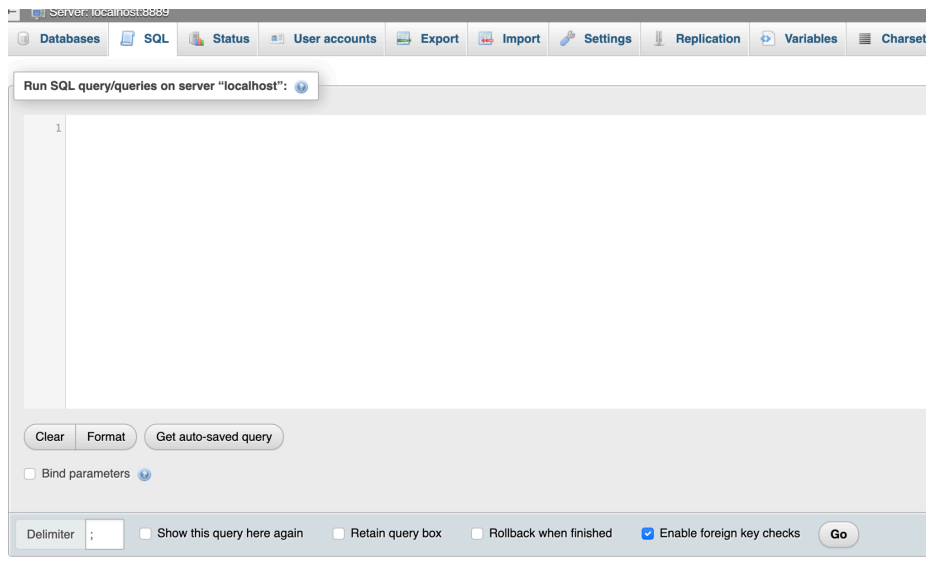 Server: localhost:8889
Databases SQL Status User accounts Export Import Settings Replication Variables Charset
Run SQL query/queries on server “localhost”:
1
Clear Format Get auto-saved query
Bind parameters
Delimiter ; Show this query here again Retain query box Rollback when finished Enable foreign key checks Go